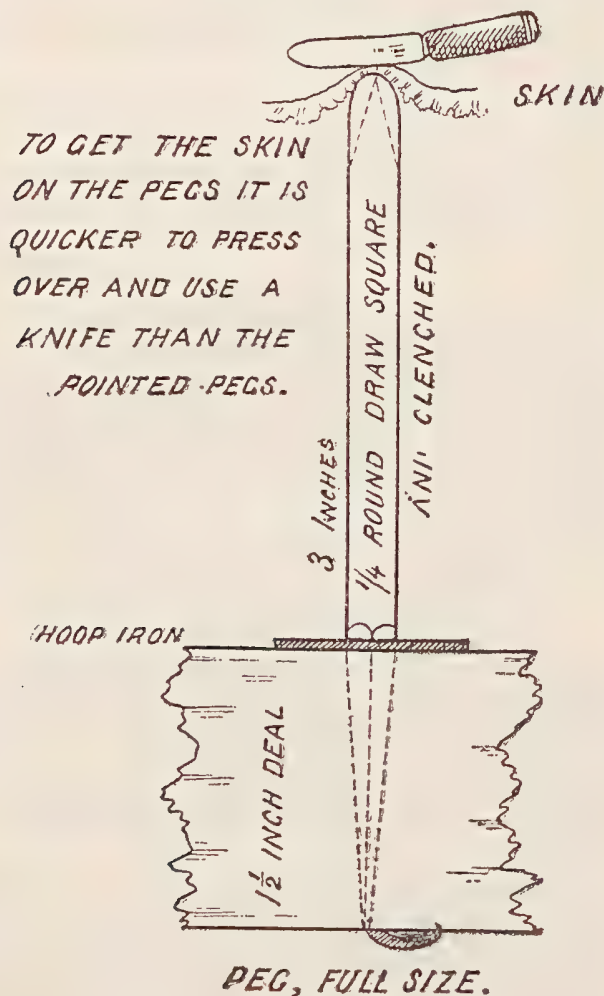 SKIN
TO GET THE SKIN
ON THE PEGS IT IS
QUICKER TO PRESS
OVER AND USE A
KNIFE THAN THE
POINTED PEGS.
3 INCHES
1/4 ROUND DRAW SQUARE
CLENCHED.
HOOP IRON
1 1/2 INCH DEAL
PEG, FULL SIZE.